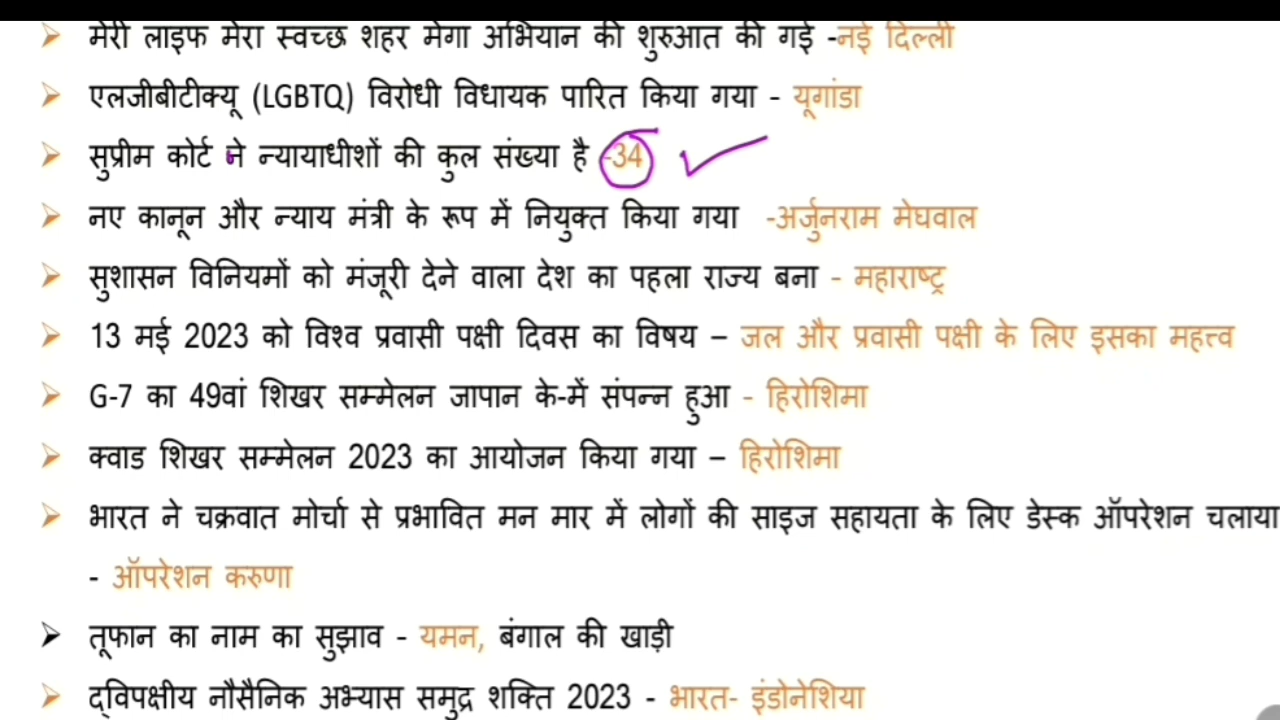 मेरी लाइफ मेरा स्वच्छ शहर मेगा अभियान की शुरुआत की गई -नई दिल्ली
एलजीबीटीक्यू (LGBTQ) विरोधी विधायक पारित किया गया - यूगांडा
सुप्रीम कोर्ट ने न्यायाधीशों की कुल संख्या है -34
नए कानून और न्याय मंत्री के रूप में नियुक्त किया गया -अर्जुनराम मेघवाल
सुशासन विनियमों को मंजूरी देने वाला देश का पहला राज्य बना - महाराष्ट्र
13 मई 2023 को विश्व प्रवासी पक्षी दिवस का विषय – जल और प्रवासी पक्षी के लिए इसका महत्त्व
G-7 का 49वां शिखर सम्मेलन जापान के-में संपन्न हुआ - हिरोशिमा
क्वाड शिखर सम्मेलन 2023 का आयोजन किया गया – हिरोशिमा
भारत ने चक्रवात मोर्चा से प्रभावित मन मार में लोगों की साइज सहायता के लिए डेस्क ऑपरेशन चलाया
- ऑपरेशन करुणा
तूफान का नाम का सुझाव - यमन, बंगाल की खाड़ी
द्विपक्षीय नौसैनिक अभ्यास समुद्र शक्ति 2023 - भारत- इंडोनेशिया